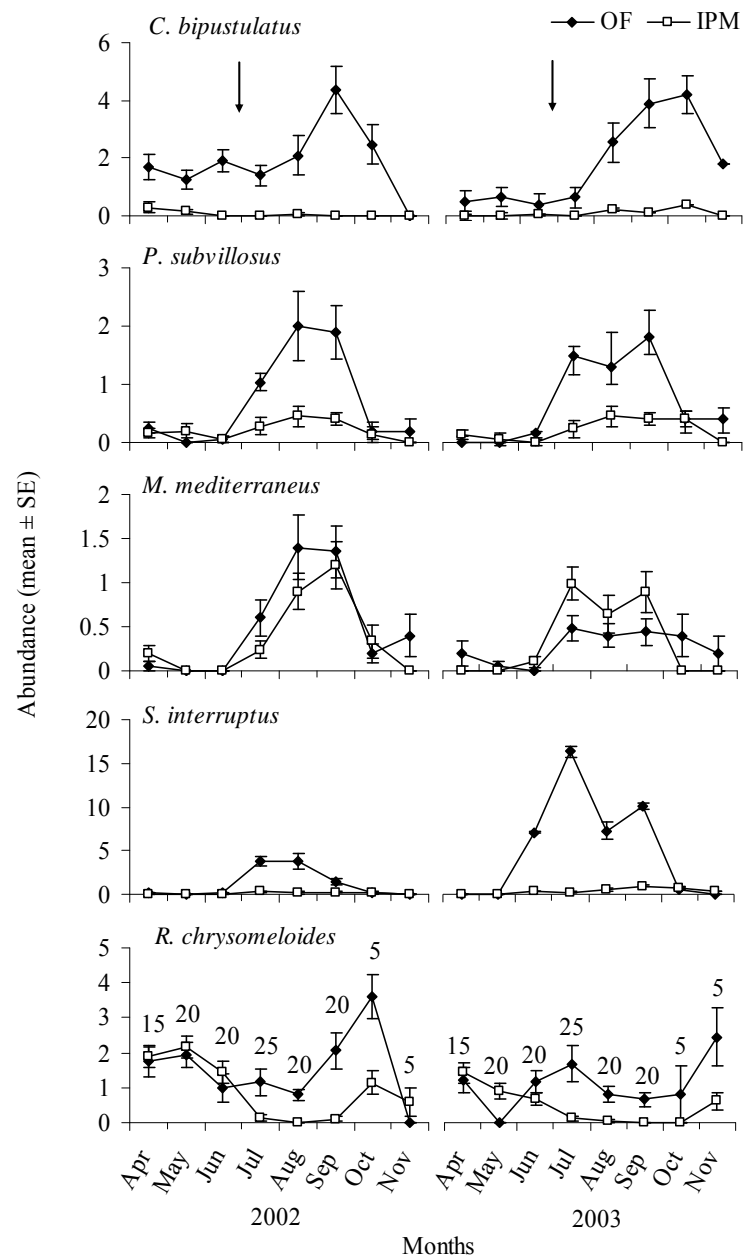 C. bipustulatus
OF IPM
6
4
2
0
P. subvillosus
3
2
1
0
M. mediterraneus
2
1.5
1
0.5
0
Abundance (mean ± SE)
S. interruptus
20
15
10
5
0
R. chrysomeloides
5
4
3
2
1
0
15 20 20 25 20 20 5 5
15 20 20 25 20 20 5 5
Apr May Jun Jul Aug Sep Oct Nov Apr May Jun Jul Aug Sep Oct Nov
2002 2003
Months